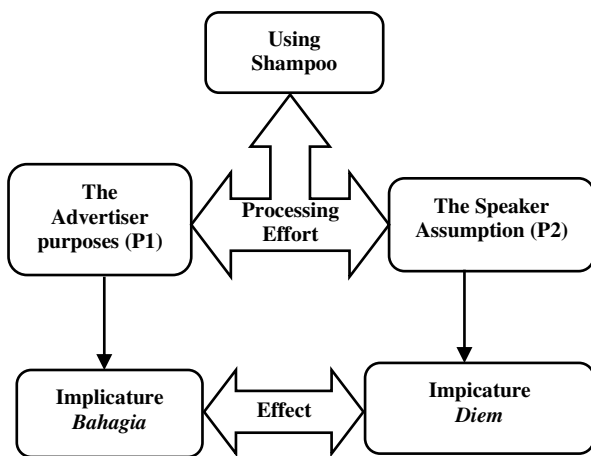 Using
Shampoo
The
Advertiser
purposes (P1)
Processing
Effort
The Speaker
Assumption (P2)
Implicature
Bahagia
Effect
Impicature
Diem